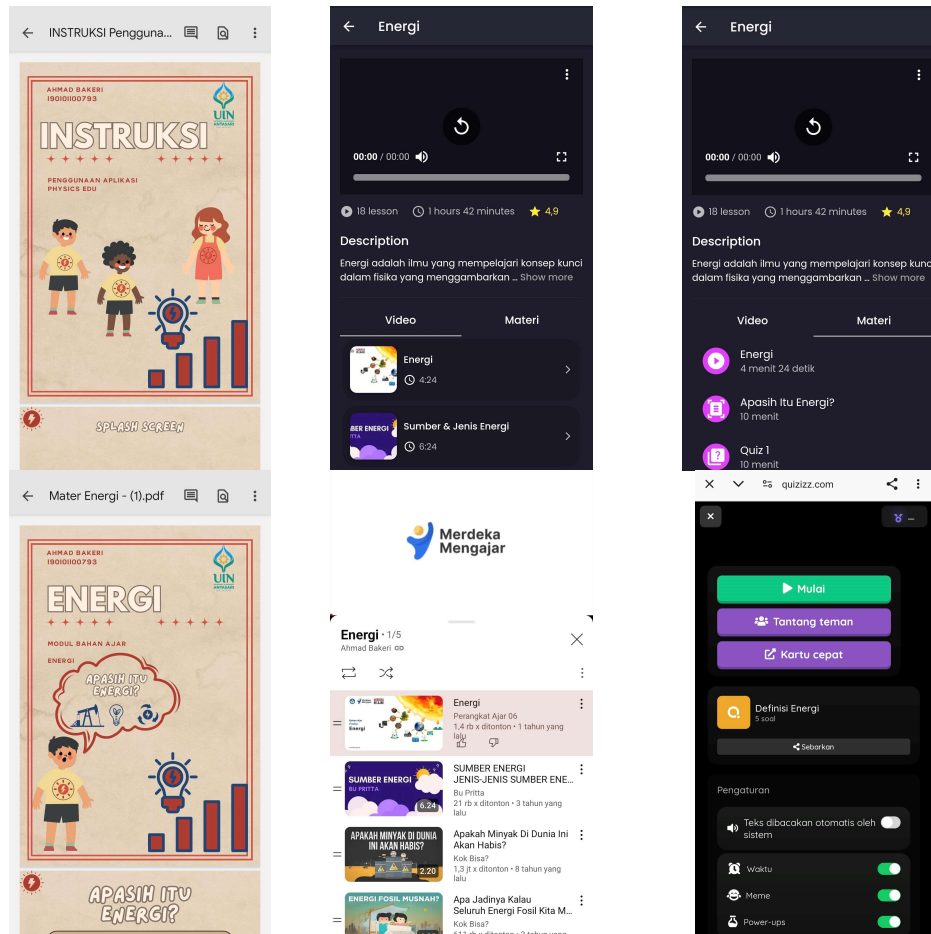 INSTRUKSI Pengguna...
AHMAD BAKERI
190101100793
UIN
ANTASARI
INSTRUKSI
PENGGUNAAN APLIKASI
PHYSICS EDU
SPLASH SCREEN
Energi
00:00 / 00:00
18 lesson
1 hours 42 minutes
4,9
Description
Energi adalah ilmu yang mempelajari konsep kunci
dalam fisika yang menggambarkan ... Show more
Video
Materi
Energi
4:24
BER ENERGI
ITTA
Sumber & Jenis Energi
6:24
Energi
00:00 / 00:00
18 lesson
1 hours 42 minutes
4,9
Description
Energi adalah ilmu yang mempelajari konsep kunc
dalam fisika yang menggambarkan ... Show more
Video
Materi
Energi
4 menit 24 detik
Apasih Itu Energi?
10 menit
Quiz 1
10 menit
Mater Energi - (1).pdf
AHMAD BAKERI
190101100793
UIN
ANTASARI
ENERGI
MODUL BAHAN AJAR
ENERGI
APASIH ITU
ENERGI?
APASIH ITU
ENERGI?
Merdeka
Mengajar
Energi • 1/5
Ahmad Bakeri
Energi
Energi
Perangkat Ajar 06
1,4 rb x ditonton • 1 tahun yang
lalu
SUMBER ENERGI
BU PRITTA
6.24
SUMBER ENERGI
JENIS-JENIS SUMBER ENE...
Bu Pritta
21 rb x ditonton • 3 tahun yang
lalu
APAKAH MINYAK DI DUNIA
INI AKAN HABIS?
2.20
Apakah Minyak Di Dunia Ini
Akan Habis?
Kok Bisa?
1,3 jt x ditonton • 8 tahun yang
lalu
ENERGI FOSIL MUSNAH?
Apa Jadinya Kalau
Seluruh Energi Fosil Kita M...
Kok Bisa?
quizizz.com
Mulai
Tantang teman
Kartu cepat
Definisi Energi
5 soal
Sebarkan
Pengaturan
Teks dibacakan otomatis oleh
sistem
Waktu
Meme
Power-ups